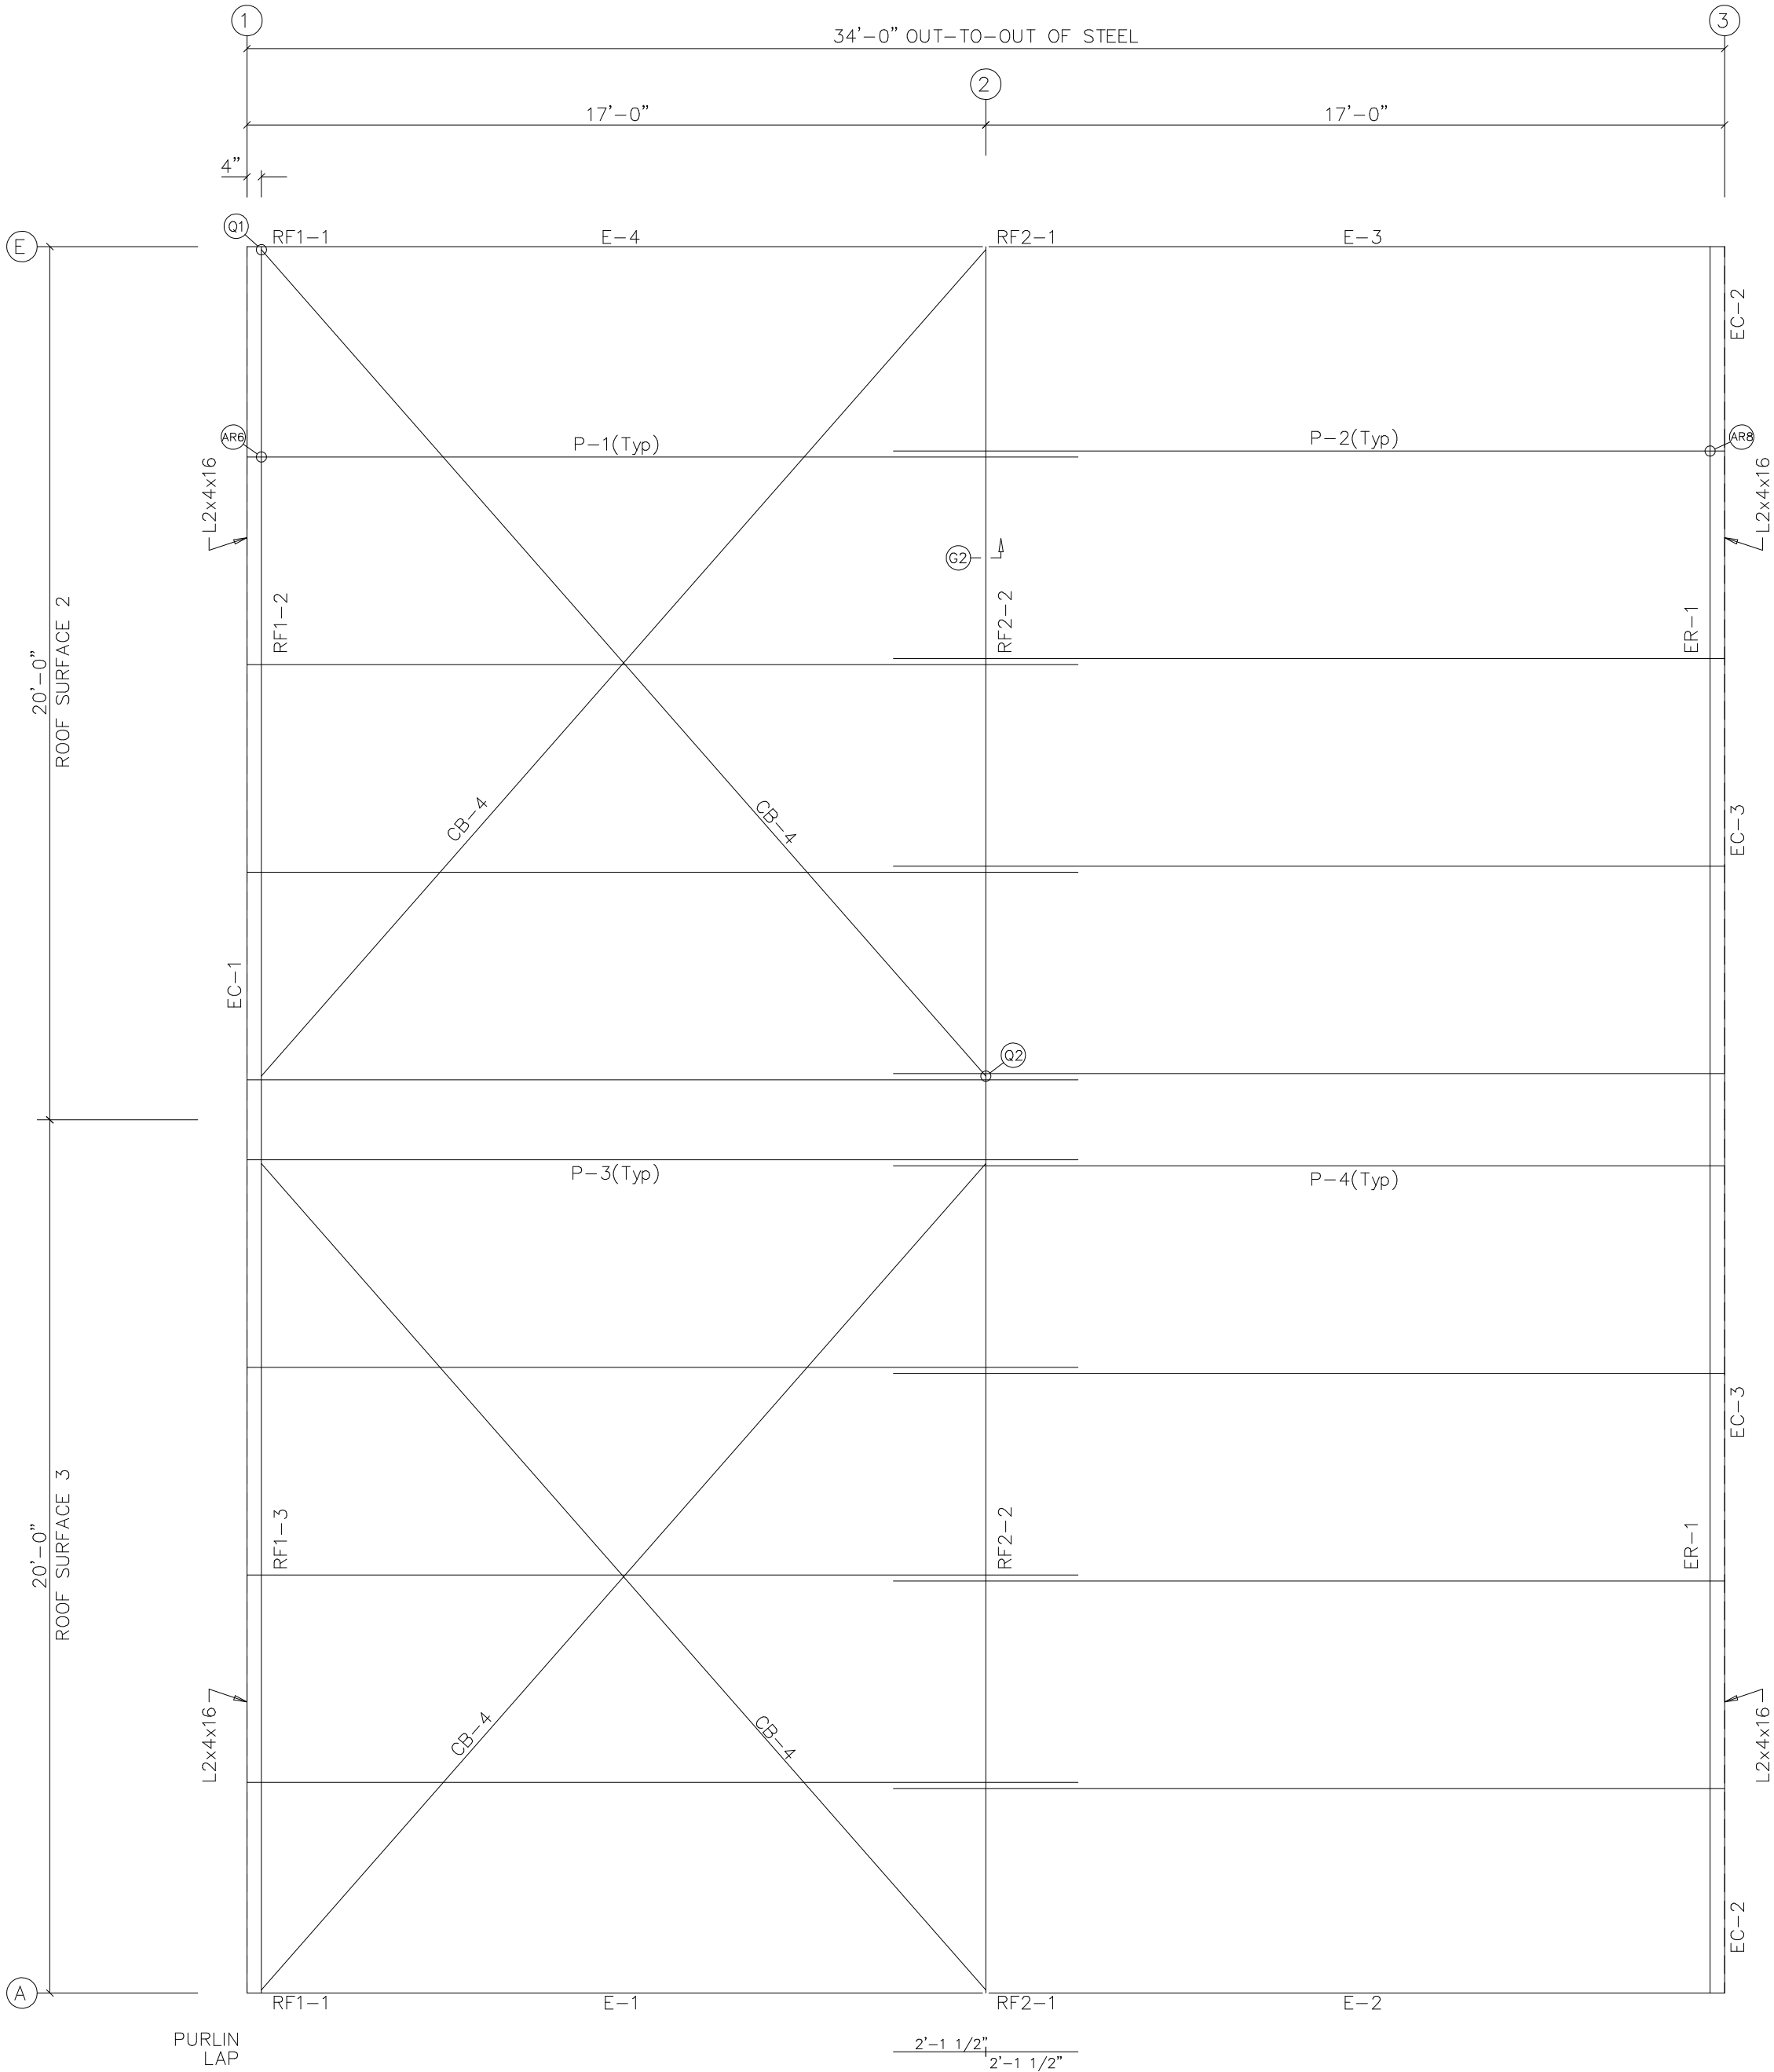 1
3
34'-0" OUT-TO-OUT OF STEEL
2
17'-0"
17'-0"
4"
Q1
E
RF1-1
E-4
RF2-1
E-3
EC-2
AR6
P-1(Typ)
P-2(Typ)
AR8
L2x4x16
L2x4x16
G2
20'-0"
ROOF SURFACE 2
RF1-2
RF2-2
ER-1
CB-4
CB-4
EC-3
EC-1
Q2
P-3(Typ)
P-4(Typ)
EC-3
20'-0"
ROOF SURFACE 3
RF1-3
RF2-2
ER-1
L2x4x16
CB-4
CB-4
L2x4x16
EC-2
A
RF1-1
E-1
RF2-1
E-2
PURLIN
LAP
2'-1 1/2"
2'-1 1/2"